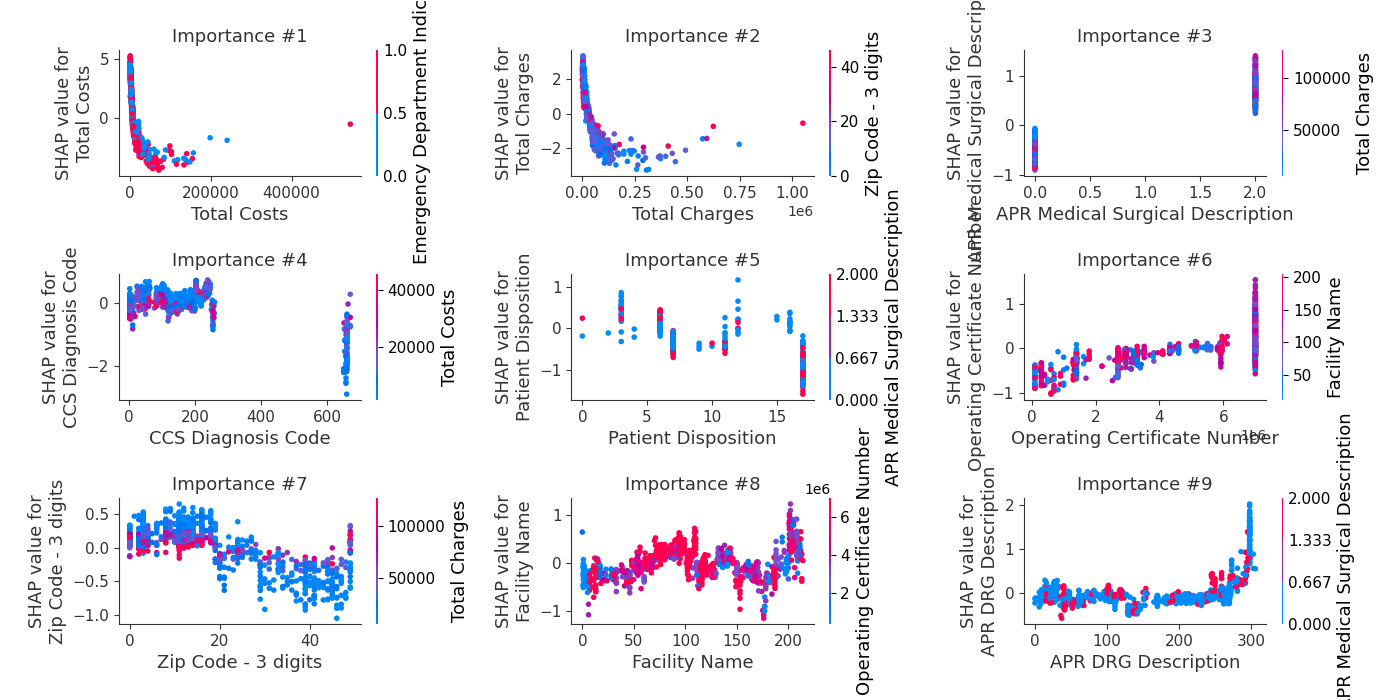 Importance #1
SHAP value for
Total Costs
5
0
0
200000
400000
Total Costs
1.0
0.5
0.0
Emergency Department Indic
Importance #2
SHAP value for
Total Charges
2
0
−2
0.00
0.25
0.50
0.75
1.00
1e6
Total Charges
40
20
0
Zip Code - 3 digits
Importance #3
SHAP value for
APR Medical Surgical Descrip
1
0
−1
0.0
0.5
1.0
1.5
2.0
APR Medical Surgical Description
100000
50000
Total Charges
Importance #4
SHAP value for
CCS Diagnosis Code
0
−2
0
200
400
600
CCS Diagnosis Code
40000
20000
Total Costs
Importance #5
SHAP value for
Patient Disposition
1
0
−1
0
5
10
15
Patient Disposition
2.000
1.333
0.667
0.000
APR Medical Surgical Description
Importance #6
SHAP value for
Operating Certificate Number
1
0
−1
0
2
4
6
1e6
Operating Certificate Number
200
150
100
50
Facility Name
Importance #7
SHAP value for
Zip Code - 3 digits
0.5
0.0
−0.5
−1.0
0
20
40
Zip Code - 3 digits
100000
50000
Total Charges
Importance #8
SHAP value for
Facility Name
1
0
−1
0
50
100
150
200
Facility Name
1e6
6
4
2
Operating Certificate Number
Importance #9
SHAP value for
APR DRG Description
2
1
0
0
100
200
300
APR DRG Description
2.000
1.333
0.667
0.000
PR Medical Surgical Description